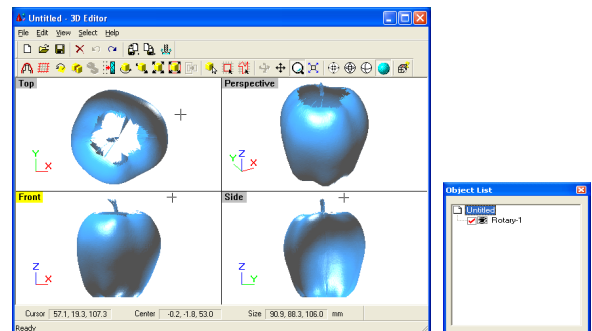 Untitled - 3D Editor
File Edit View Select Help
Top
Perspective
Y
X
Z
Y
X
Front
Side
Z
X
Z
Y
Cursor 57.1, 19.3, 107.3 Center -0.2, -1.8, 53.0 Size 90.9, 88.3, 106.0 mm
Ready
Object List
Untitled
Rotary-1